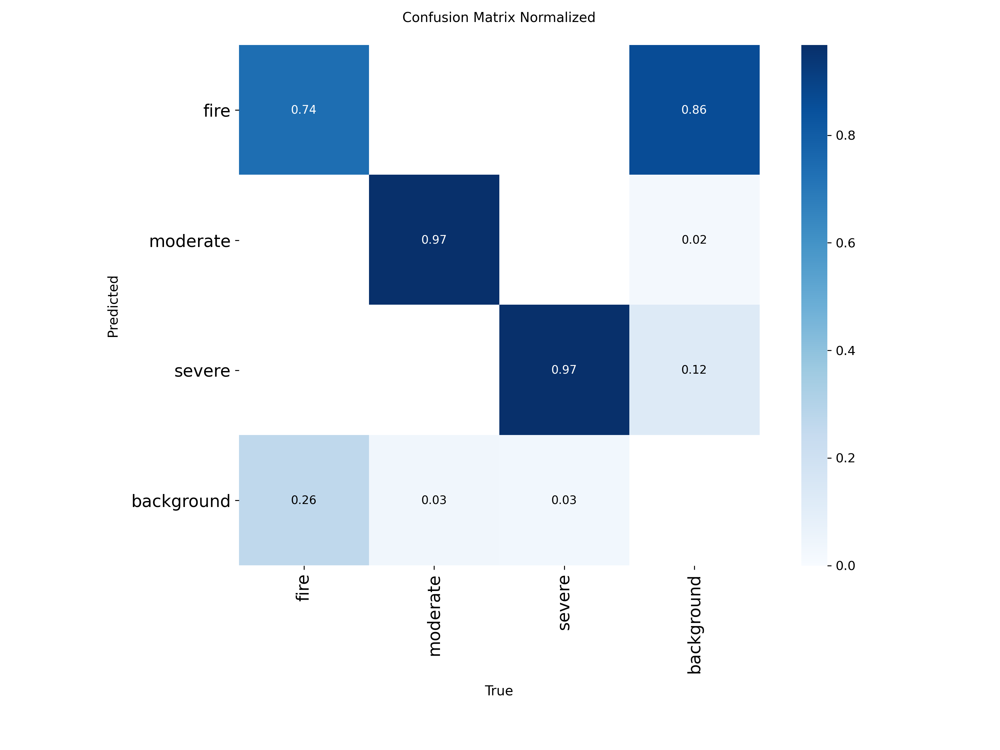 Confusion Matrix Normalized
fire
0.74
0.86
0.8
moderate
0.97
0.02
0.6
Predicted
severe
0.97
0.12
0.4
background
0.26
0.03
0.03
0.2
0.0
fire
moderate
severe
background
True